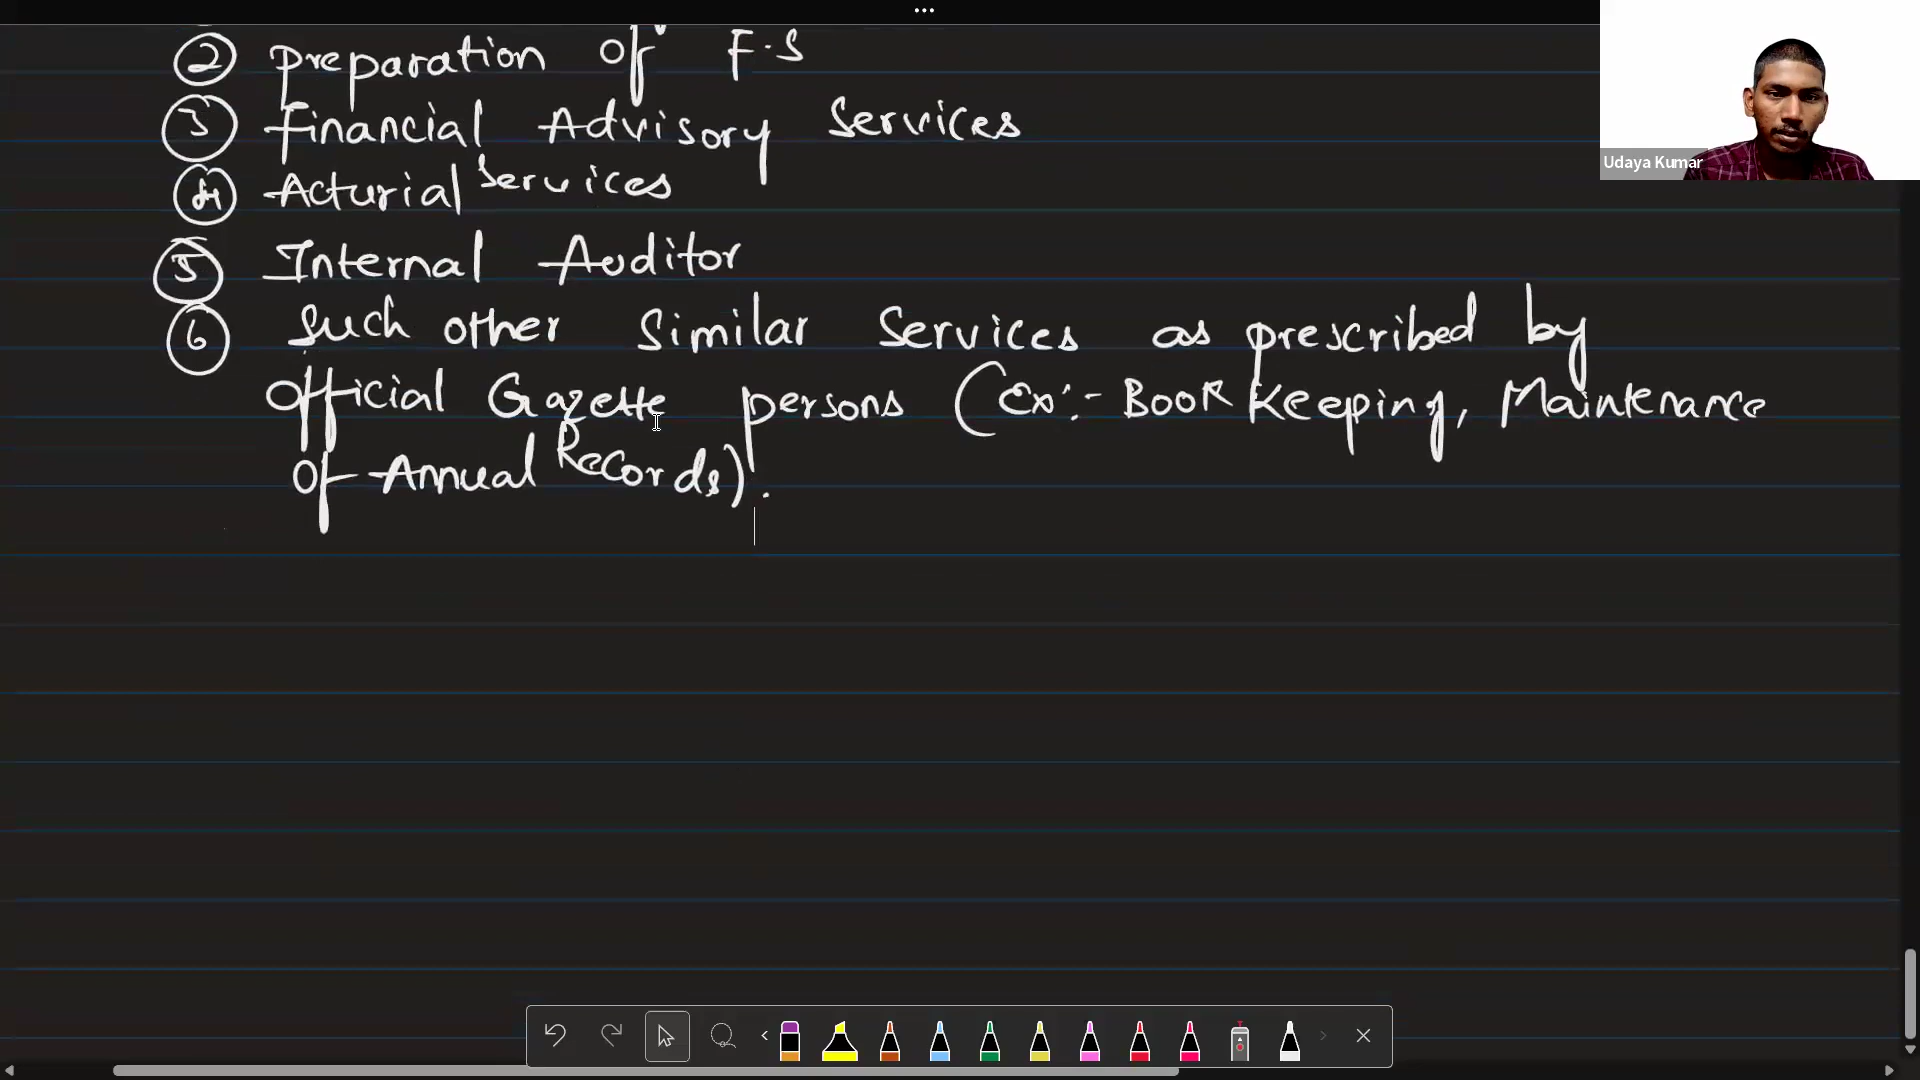 ② preparation of F.S
③ Financial Advisory Services
Udaya Kumar
④ Acturial Services
⑤ Internal Auditor
⑥ Such other Similar Services as prescribed by
Official Gazette persons (Ex:- Book Keeping, Maintenance
of Annual Records).